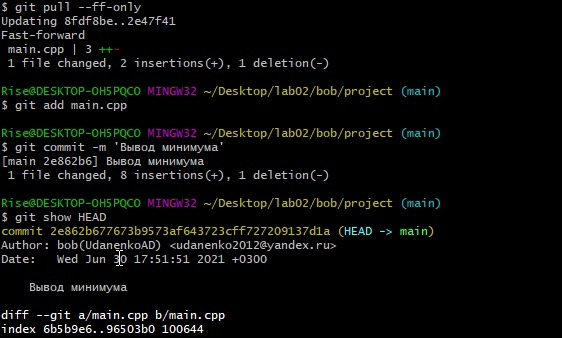 $ git pull --ff-only
Updating 8fdf8be..2e47f41
Fast-forward
 main.cpp | 3 ++-
 1 file changed, 2 insertions(+), 1 deletion(-)
Rise@DESKTOP-OH5PQCO MINGW32 ~/Desktop/lab02/bob/project (main)
$ git add main.cpp
Rise@DESKTOP-OH5PQCO MINGW32 ~/Desktop/lab02/bob/project (main)
$ git commit -m 'Вывод минимума'
[main 2e862b6] Вывод минимума
 1 file changed, 8 insertions(+), 1 deletion(-)
Rise@DESKTOP-OH5PQCO MINGW32 ~/Desktop/lab02/bob/project (main)
$ git show HEAD
commit 2e862b677673b9573af643723cff727209137d1a (HEAD -> main)
Author: bob(UdanenkoAD) <udanenko2012@yandex.ru>
Date:   Wed Jun 30 17:51:51 2021 +0300
    Вывод минимума
diff --git a/main.cpp b/main.cpp
index 6b5b9e6..96503b0 100644